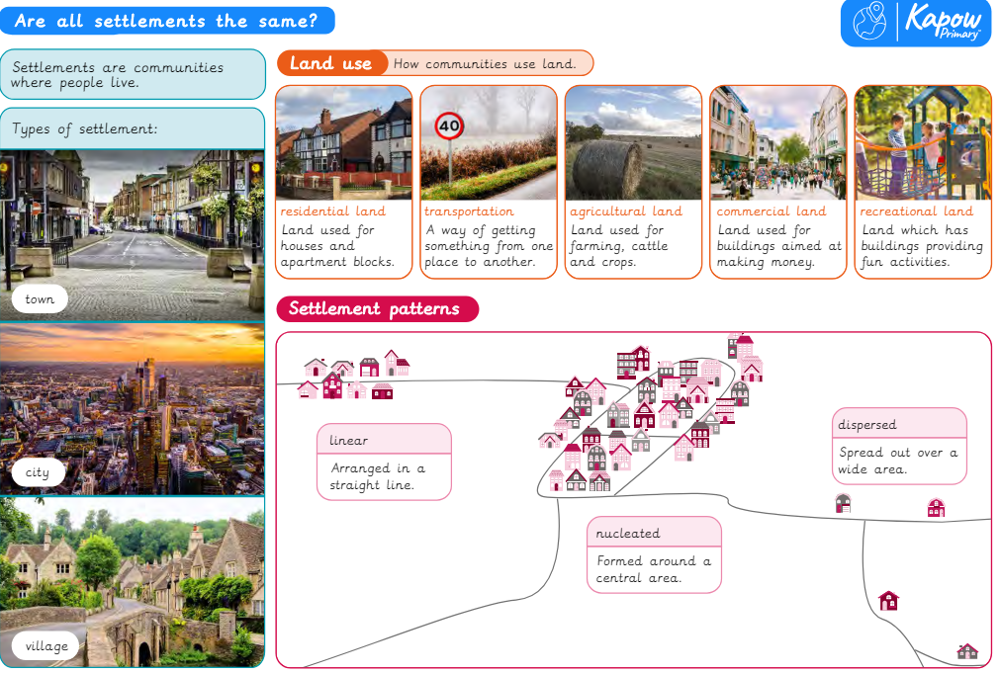 Are all settlements the same?
Kapow
Primary™
Settlements are communities
where people live.
Types of settlement:
town
city
village
Land use
How communities use land.
40
residential land
Land used for
houses and
apartment blocks.
transportation
A way of getting
something from one
place to another.
agricultural land
Land used for
farming, cattle
and crops.
commercial land
Land used for
buildings aimed at
making money.
recreational land
Land which has
buildings providing
fun activities.
Settlement patterns
linear
Arranged in a
straight line.
nucleated
Formed around a
central area.
dispersed
Spread out over a
wide area.